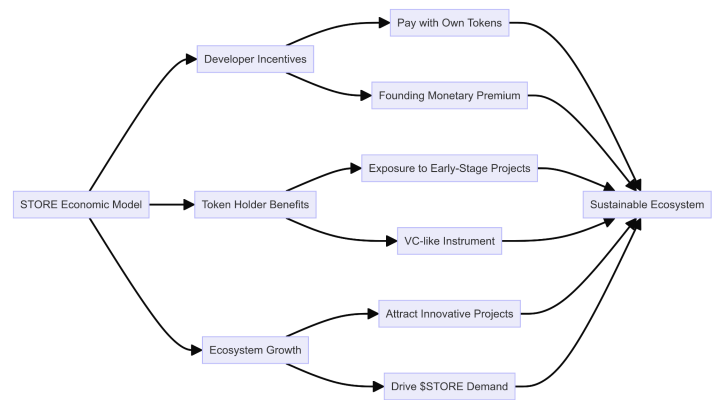 Pay with Own Tokens
Developer Incentives
Founding Monetary Premium
Exposure to Early-Stage Projects
STORE Economic Model
Token Holder Benefits
Sustainable Ecosystem
VC-like Instrument
Attract Innovative Projects
Ecosystem Growth
Drive $STORE Demand